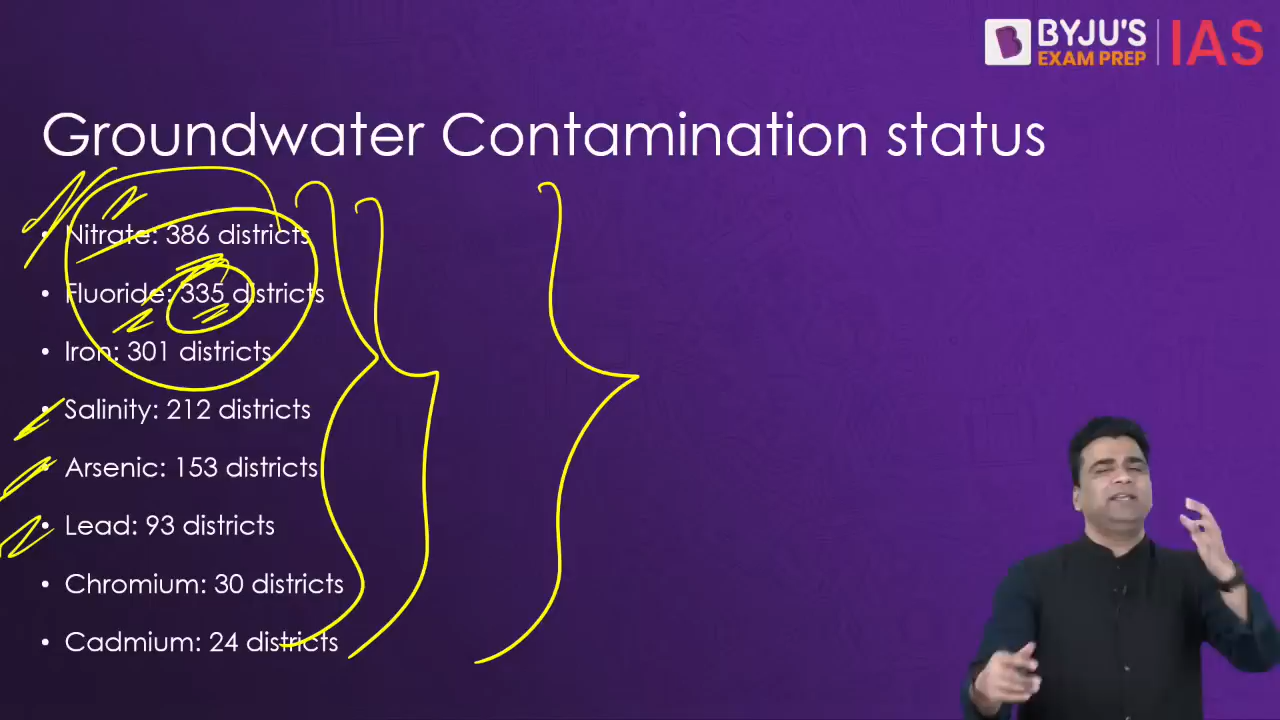 BYJU'S
EXAM PREP
IAS
Groundwater Contamination status
• Nitrate: 386 districts
• Fluoride: 335 districts
• Iron: 301 districts
• Salinity: 212 districts
• Arsenic: 153 districts
• Lead: 93 districts
• Chromium: 30 districts
• Cadmium: 24 districts